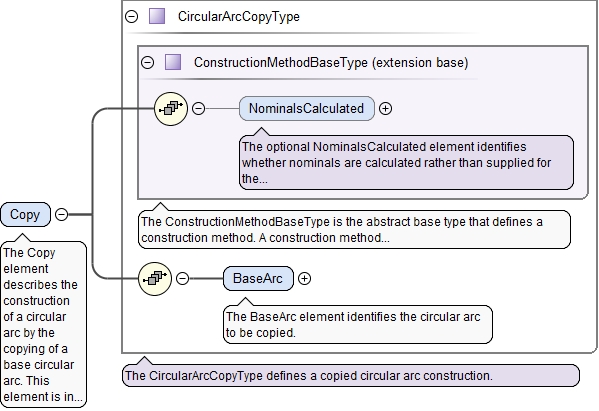 CircularArcCopyType
ConstructionMethodBaseType (extension base)
NominalsCalculated
The optional NominalsCalculated element identifies
whether nominals are calculated rather than supplied for
the...
The ConstructionMethodBaseType is the abstract base type that defines a
construction method. A construction method...
Copy
The Copy
element
describes the
construction
of a circular
arc by the
copying of a
base circular
arc. This
element is in...
BaseArc
The BaseArc element identifies the circular arc
to be copied.
The CircularArcCopyType defines a copied circular arc construction.